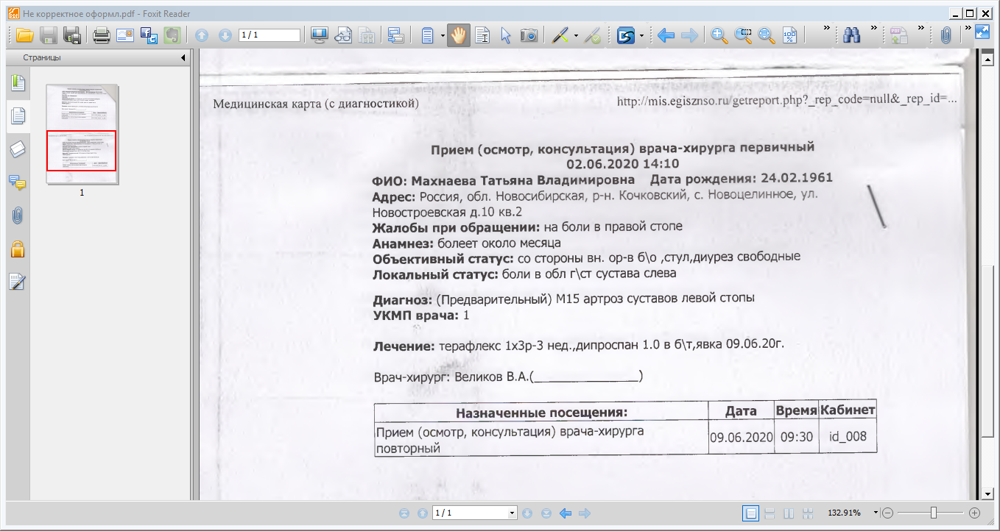 Не корректное оформл.pdf - Foxit Reader
1 / 1
Страницы
1
Медицинская карта (с диагностикой)
http://mis.egisznso.ru/getreport.php?_rep_code=null&_rep_id=...
Прием (осмотр, консультация) врача-хирурга первичный
02.06.2020 14:10
ФИО: Махнаева Татьяна Владимировна Дата рождения: 24.02.1961
Адрес: Россия, обл. Новосибирская, р-н. Кочковский, с. Новоцелинное, ул.
Новостроевская д.10 кв.2
Жалобы при обращении: на боли в правой стопе
Анамнез: болеет около месяца
Объективный статус: со стороны вн. ор-в б\о ,стул,диурез свободные
Локальный статус: боли в обл г\ст сустава слева
Диагноз: (Предварительный) М15 артроз суставов левой стопы
УКМП врача: 1
Лечение: терафлекс 1х3р-3 нед.,дипроспан 1.0 в б\т,явка 09.06.20г.
Врач-хирург: Великов В.А.(_______________)
Назначенные посещения: Дата Время Кабинет
Прием (осмотр, консультация) врача-хирурга
повторный 09.06.2020 09:30 id_008
1 / 1
132.91%